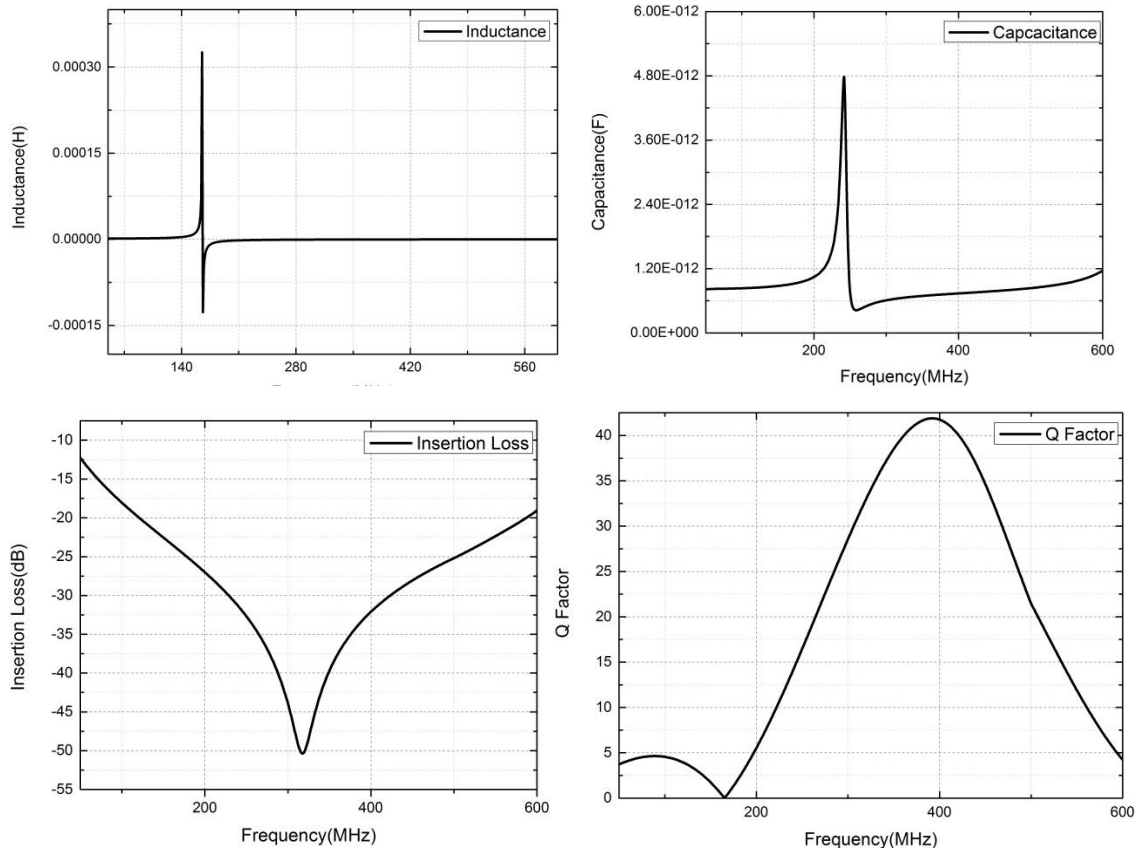 Inductance
0.00030
0.00015
0.00000
-0.00015
Inductance(H)
140 280 420 560
Capcacitance
6.00E-012
4.80E-012
3.60E-012
2.40E-012
1.20E-012
0.00E+000
Capacitance(F)
200 400 600
Frequency(MHz)
Insertion Loss
-10
-15
-20
-25
-30
-35
-40
-45
-50
-55
Insertion Loss(dB)
200 400 600
Frequency(MHz)
Q Factor
40
35
30
25
20
15
10
5
0
Q Factor
200 400 600
Frequency(MHz)